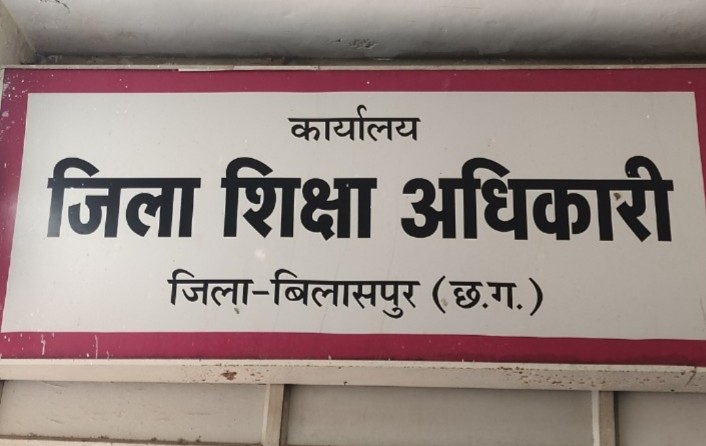 कार्यालय
जिला शिक्षा अधिकारी
जिला-बिलासपुर (छ.ग.)